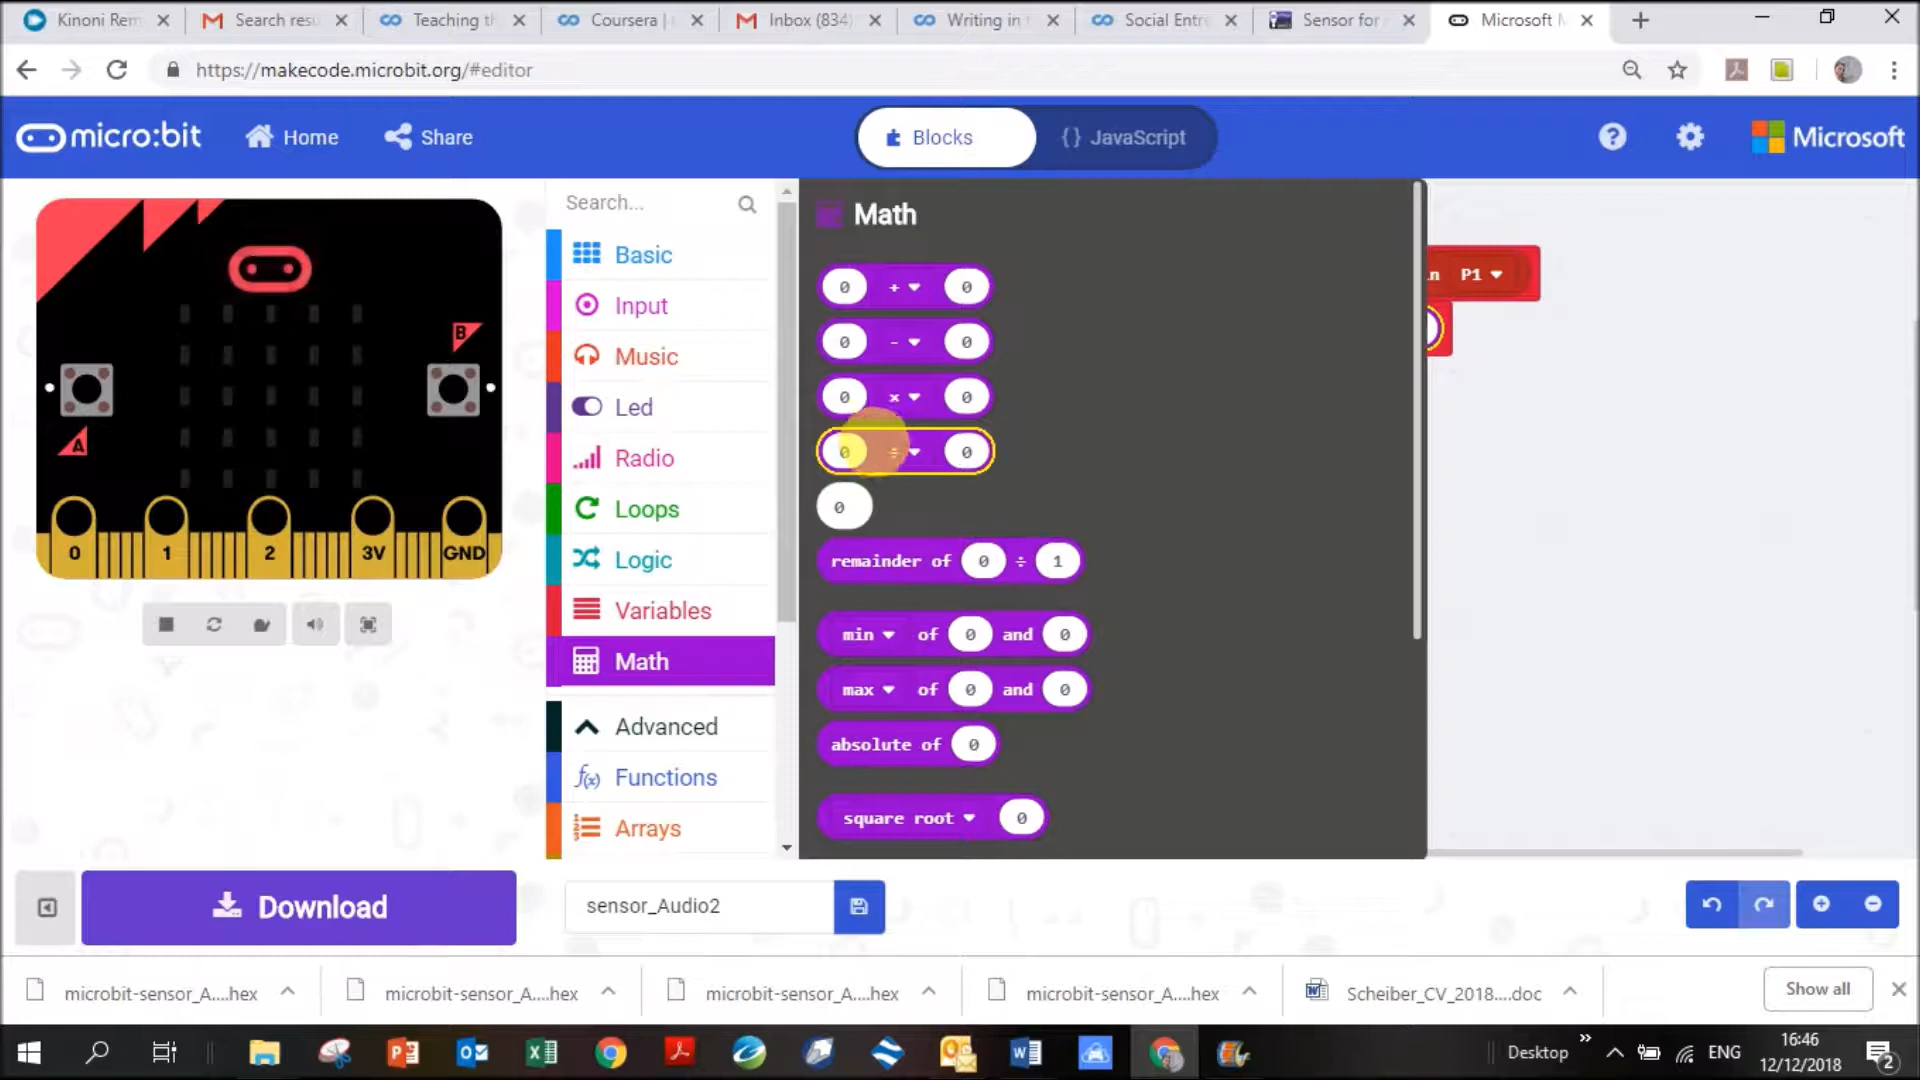 Kinoni Rem
Search resu
Teaching th
Coursera |
Inbox (834)
Writing in
Social Entre
Sensor for
Microsoft M
https://makecode.microbit.org/#editor
micro:bit
Home
Share
Blocks
{} JavaScript
Microsoft
Search...
Basic
Input
Music
Led
Radio
Loops
Logic
Variables
Math
Advanced
Functions
Arrays
Math
0 + 0
0 - 0
0 x 0
0 ÷ 0
0
remainder of 0 ÷ 1
min of 0 and 0
max of 0 and 0
absolute of 0
square root 0
n P1
B
A
0 1 2 3V GND
Download
sensor_Audio2
microbit-sensor_A....hex
microbit-sensor_A....hex
microbit-sensor_A....hex
microbit-sensor_A....hex
Scheiber_CV_2018....doc
Show all
Desktop
ENG
16:46
12/12/2018
2